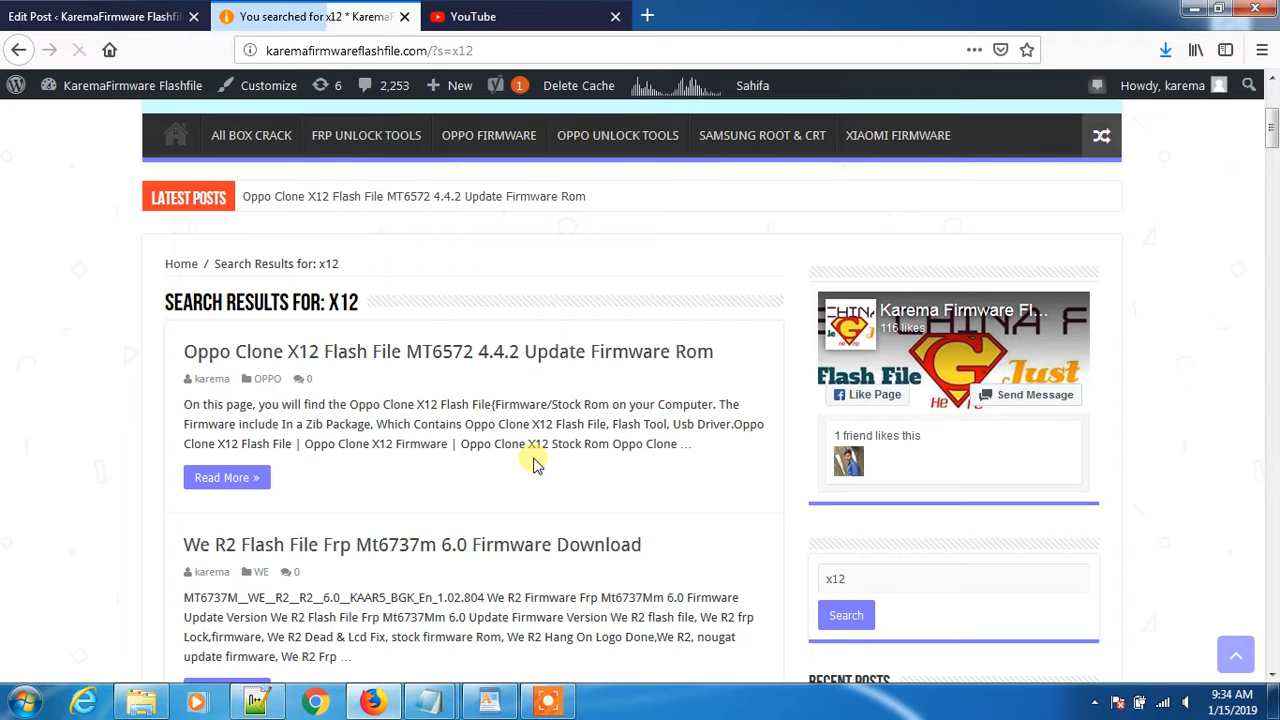 Edit Post ‹ KaremaFirmware Flashfil
You searched for x12 * KaremaF
YouTube
karemafirmwareflashfile.com/?s=x12
KaremaFirmware Flashfile
Customize
6
2,253
New
1
Delete Cache
Sahifa
Howdy, karema
All BOX CRACK
FRP UNLOCK TOOLS
OPPO FIRMWARE
OPPO UNLOCK TOOLS
SAMSUNG ROOT & CRT
XIAOMI FIRMWARE
LATEST POSTS
Oppo Clone X12 Flash File MT6572 4.4.2 Update Firmware Rom
Home / Search Results for: x12
SEARCH RESULTS FOR: X12
Oppo Clone X12 Flash File MT6572 4.4.2 Update Firmware Rom
karema OPPO 0
On this page, you will find the Oppo Clone X12 Flash File{Firmware/Stock Rom on your Computer. The
Firmware include In a Zib Package, Which Contains Oppo Clone X12 Flash File, Flash Tool, Usb Driver.Oppo
Clone X12 Flash File | Oppo Clone X12 Firmware | Oppo Clone X12 Stock Rom Oppo Clone …
Read More »
We R2 Flash File Frp Mt6737m 6.0 Firmware Download
karema WE 0
MT6737M__WE__R2__R2__6.0__KAAR5_BGK_En_1.02.804 We R2 Firmware Frp Mt6737Mm 6.0 Firmware
Update Version We R2 Flash File Frp Mt6737Mm 6.0 Update Firmware Version We R2 flash file, We R2 frp
Lock,firmware, We R2 Dead & Lcd Fix, stock firmware Rom, We R2 Hang On Logo Done,We R2, nougat
update firmware, We R2 Frp …
Karema Firmware Fl...
116 likes
CHINA F
Flash File
Just
Like Page
Send Message
1 friend likes this
x12
Search
RECENT POSTS
9:34 AM
1/15/2019